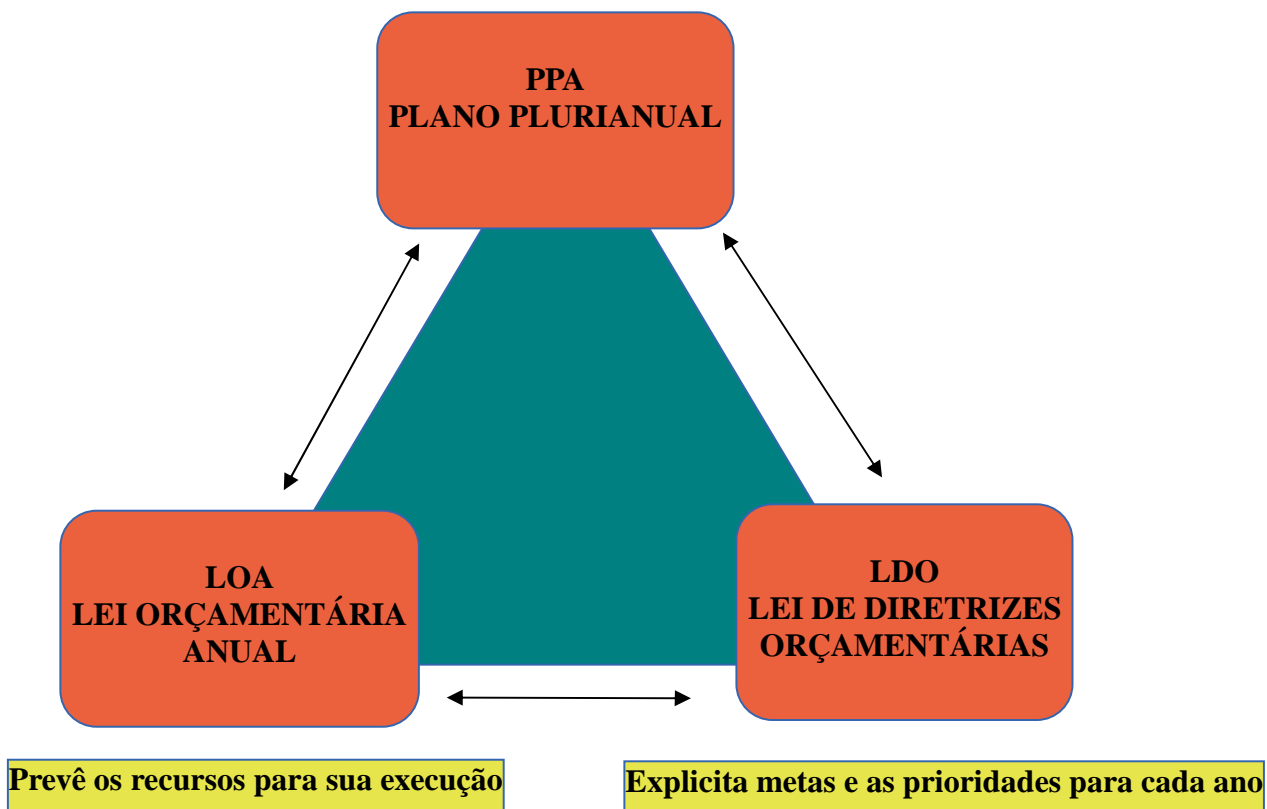 PPA
PLANO PLURIANUAL
LOA
LEI ORÇAMENTÁRIA
ANUAL
LDO
LEI DE DIRETRIZES
ORÇAMENTÁRIAS
Prevê os recursos para sua execução
Explicita metas e as prioridades para cada ano